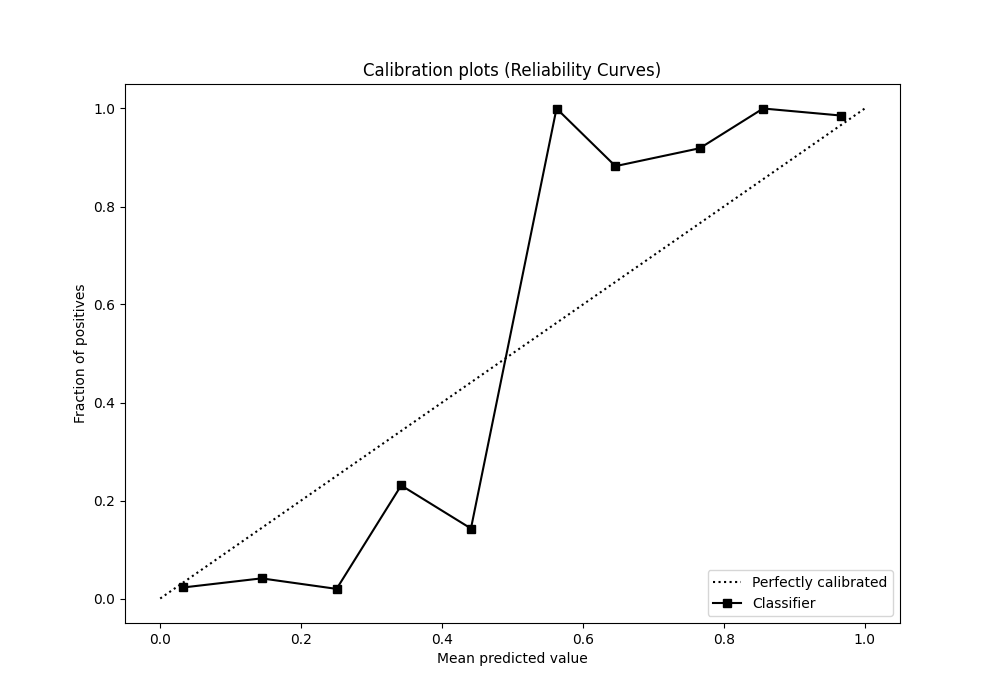 Calibration plots (Reliability Curves)
1.0
0.8
0.6
0.4
0.2
0.0
Fraction of positives
0.0 0.2 0.4 0.6 0.8 1.0
Mean predicted value
Perfectly calibrated
Classifier